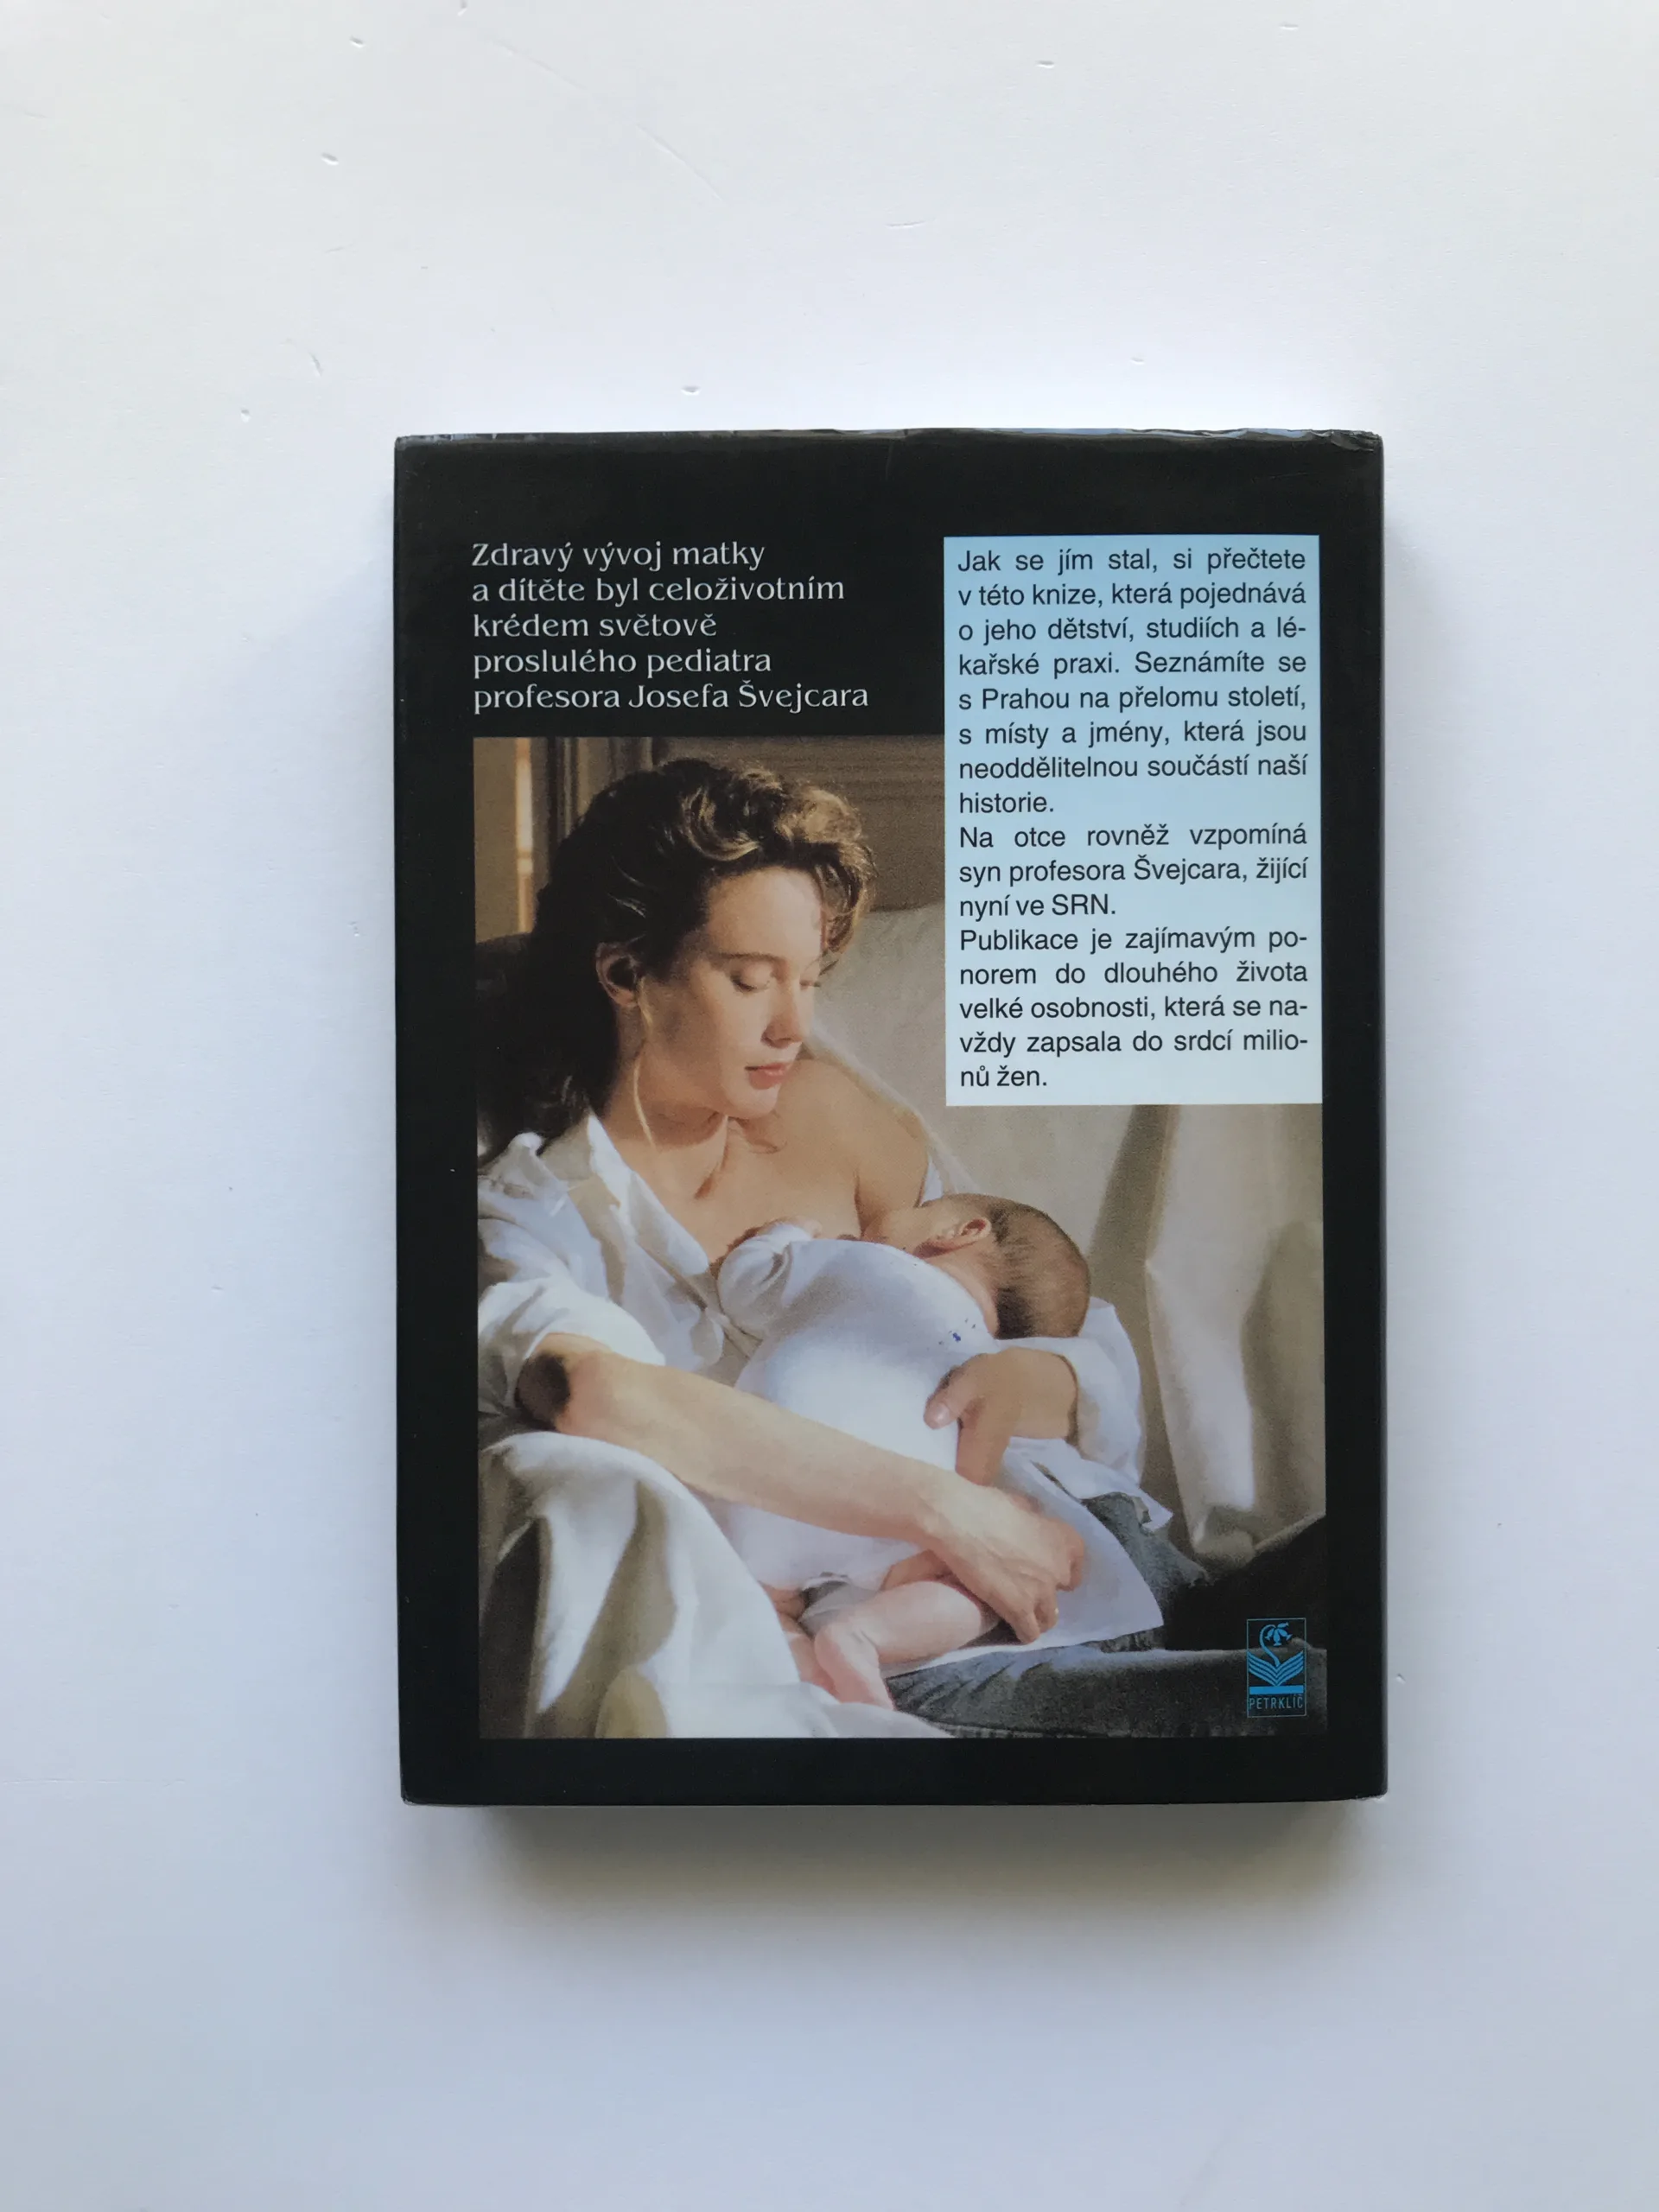 Zdravý vývoj matky
a dítěte byl celoživotním
krédem světově
proslulého pediatra
profesora Josefa Švejcara
Jak se jím stal, si přečtete
v této knize, která pojednává
o jeho dětství, studiích a lé-
kařské praxi. Seznámíte se
s Prahou na přelomu století,
s místy a jmény, která jsou
neoddělitelnou součástí naší
historie.
Na otce rovněž vzpomíná
syn profesora Švejcara, žijící
nyní ve SRN.
Publikace je zajímavým po-
norem do dlouhého života
velké osobnosti, která se na-
vždy zapsala do srdcí milio-
nů žen.
PETRKLÍČ